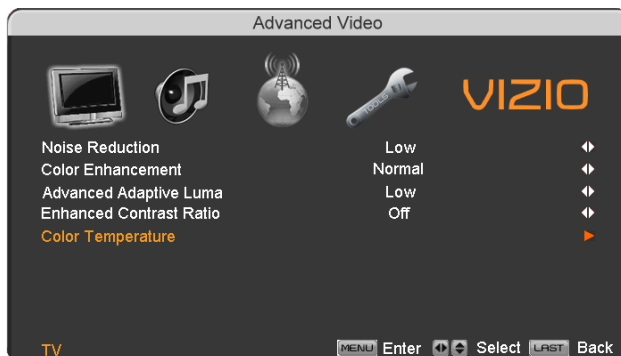 Advanced Video
TOOLS
VIZIO
Noise Reduction Low
Color Enhancement Normal
Advanced Adaptive Luma Low
Enhanced Contrast Ratio Off
Color Temperature
TV MENU Enter Select LAST Back